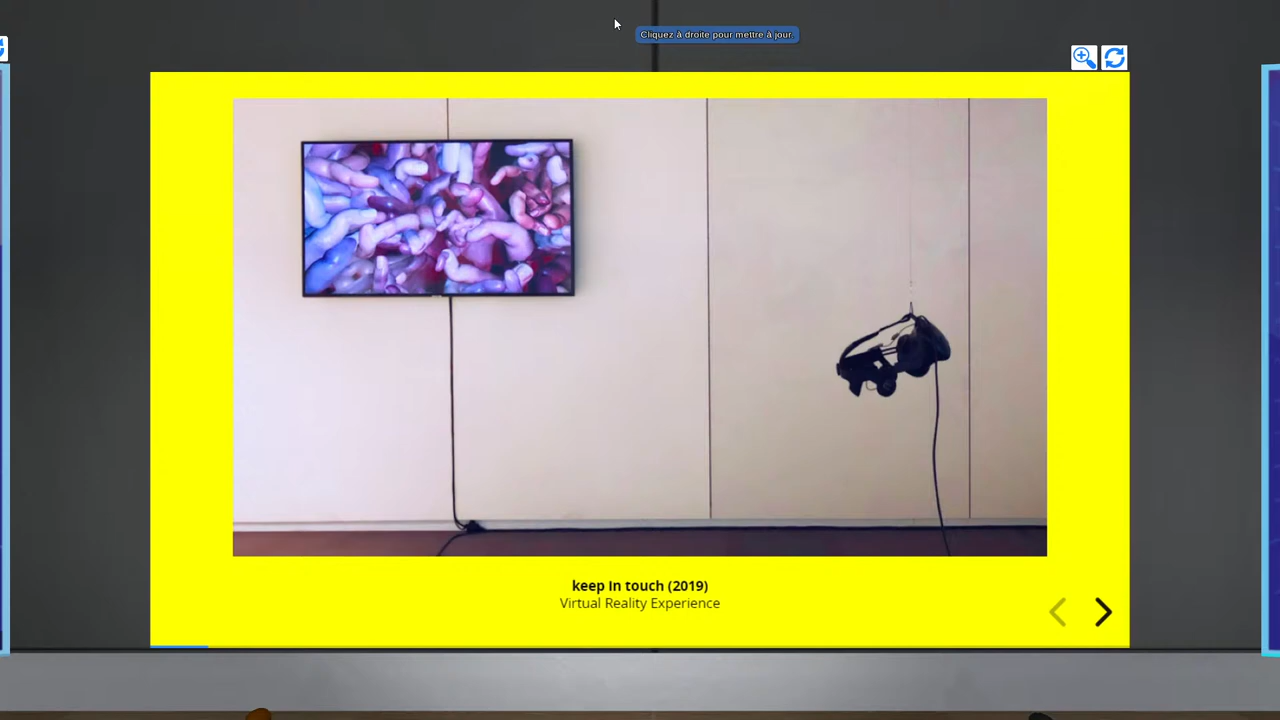 Cliquez à droite pour mettre à jour.
keep in touch (2019)
Virtual Reality Experience